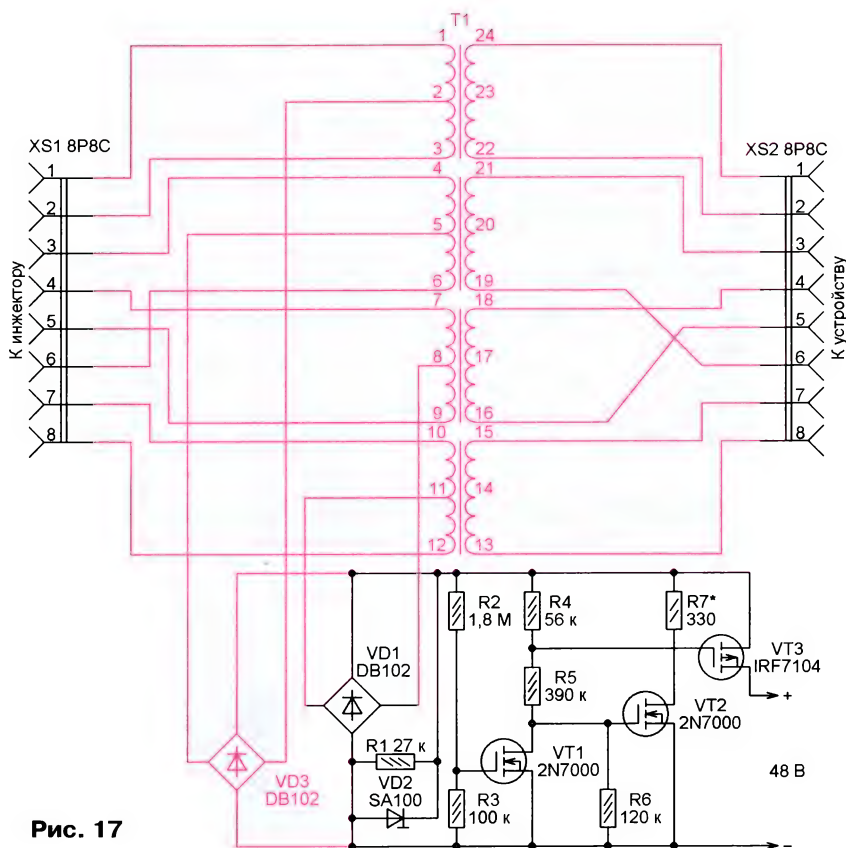 T1
1 24
2 23
3 22
XS1 8P8C
XS2 8P8C
4 21
5 20
6 19
7 18
8 17
9 16
10 15
11 14
12 13
1
2
3
4
5
6
7
8
К инжектору
1
2
3
4
5
6
7
8
К устройству
R2
1,8 М
R4
56 к
R7*
330
VT3
IRF7104
VD1
DB102
R5
390 к
+
VT2
2N7000
R1 27 к
VD2
SA100
VT1
2N7000
48 В
VD3
DB102
R3
100 к
R6
120 к
–
Рис. 17